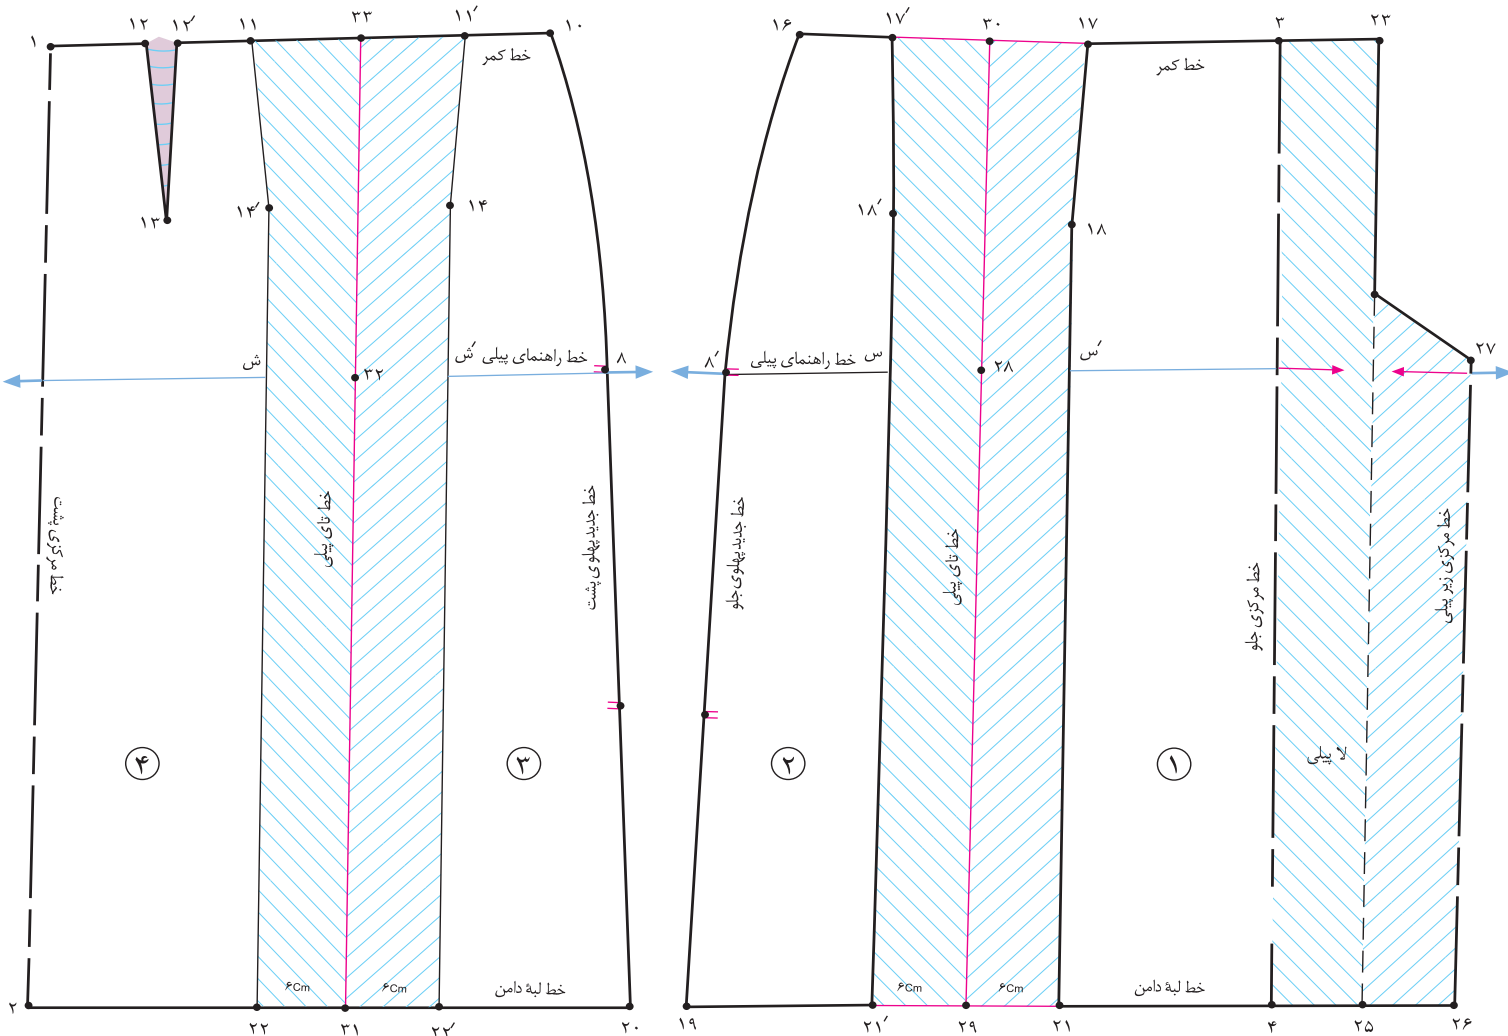 ۱
۱۲
۱۲′
۱۱
۳۳
۱۱′
۱۰
خط کمر
۱۳
۱۴′
۱۴
ش
ش′
خط راهنمای پیلی
۸
۳۲
خط مرکزی پشت
خط تای پیلی
خط جدید پهلوی پشت
۴
۳
۶Cm
۶Cm
خط لبهٔ دامن
۲
۲۲
۳۱
۲۲′
۲۰
۱۶
۱۷′
۳۰
۱۷
۳
۲۳
خط کمر
۱۸′
۱۸
۸′
خط راهنمای پیلی
س
۲۸
س′
۲۷
خط جدید پهلوی جلو
خط تای پیلی
خط مرکزی جلو
خط مرکزی زیر پیلی
لا پیلی
۲
۱
۶Cm
۶Cm
خط لبهٔ دامن
۱۹
۲۱′
۲۹
۲۱
۴
۲۵
۲۶